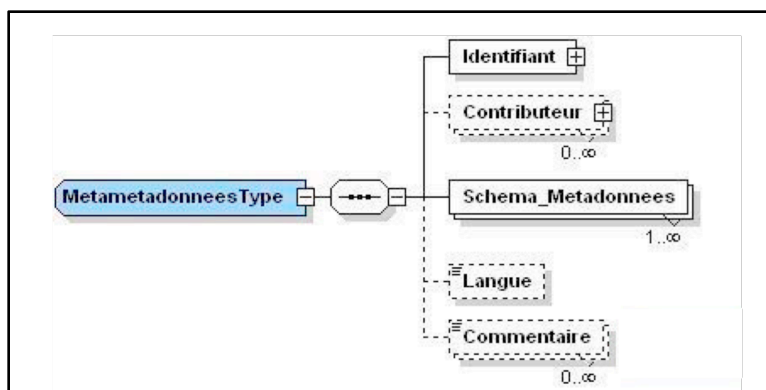 Identifiant
Contributeur
0..∞
MetametadonneesType
Schema_Metadonnees
1..∞
Langue
Commentaire
0..∞